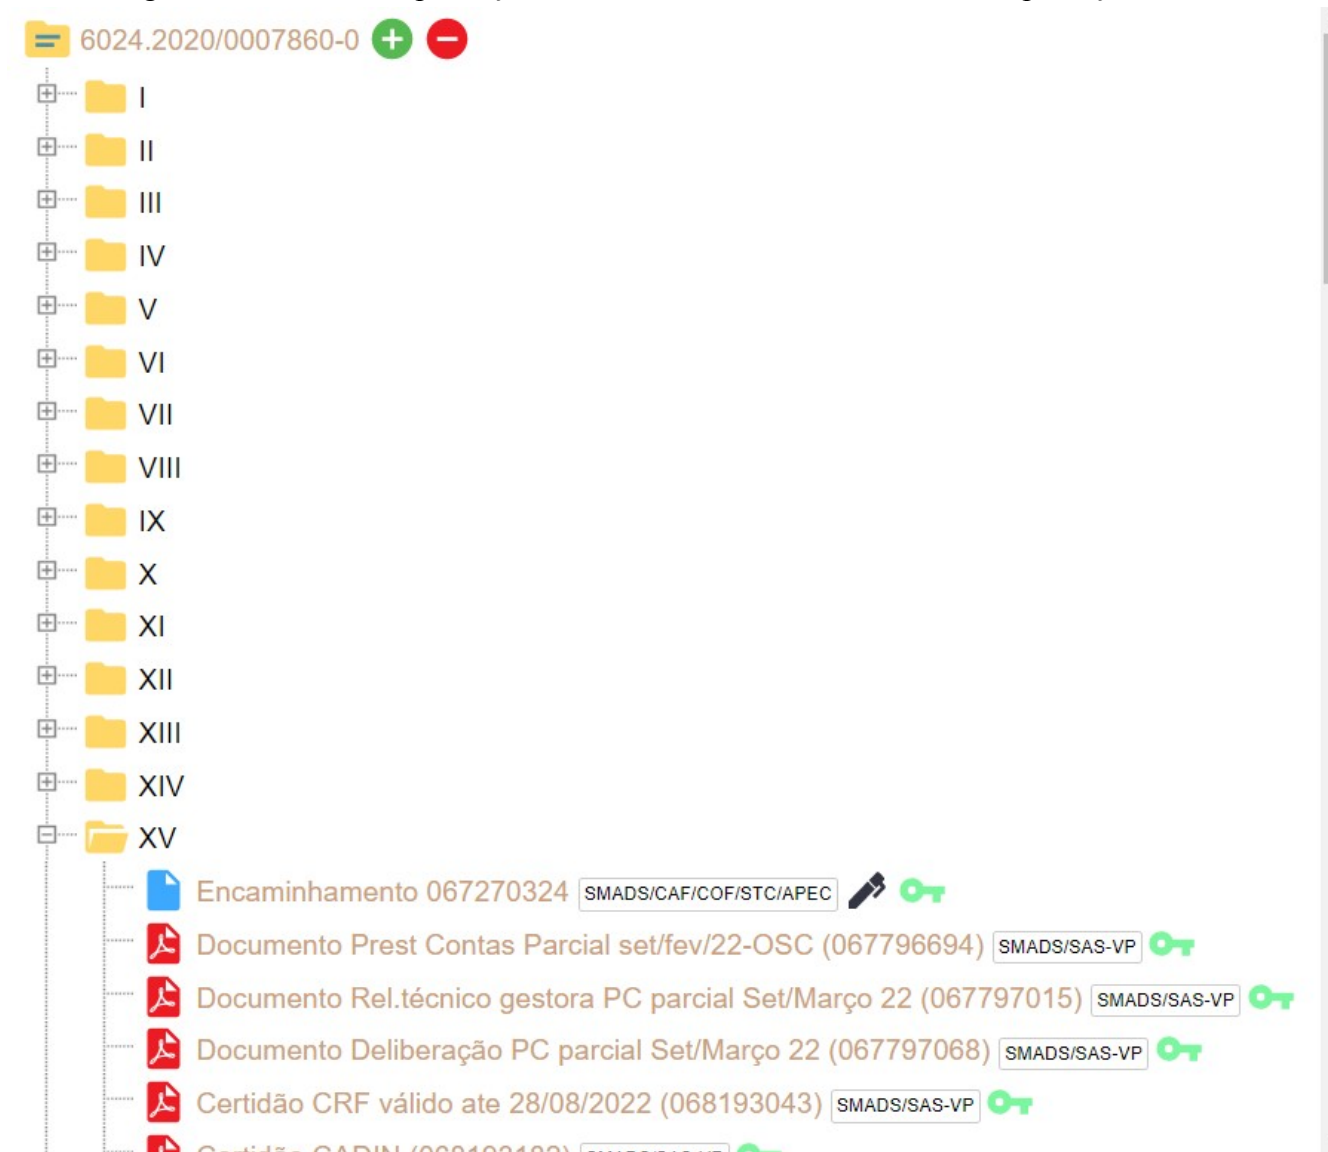 6024.2020/0007860-0
I
II
III
IV
V
VI
VII
VIII
IX
X
XI
XII
XIII
XIV
XV
Encaminhamento 067270324 SMADS/CAF/COF/STC/APEC
Documento Prest Contas Parcial set/fev/22-OSC (067796694) SMADS/SAS-VP
Documento Rel.técnico gestora PC parcial Set/Março 22 (067797015) SMADS/SAS-VP
Documento Deliberação PC parcial Set/Março 22 (067797068) SMADS/SAS-VP
Certidão CRF válido ate 28/08/2022 (068193043) SMADS/SAS-VP
Certidão CADIN